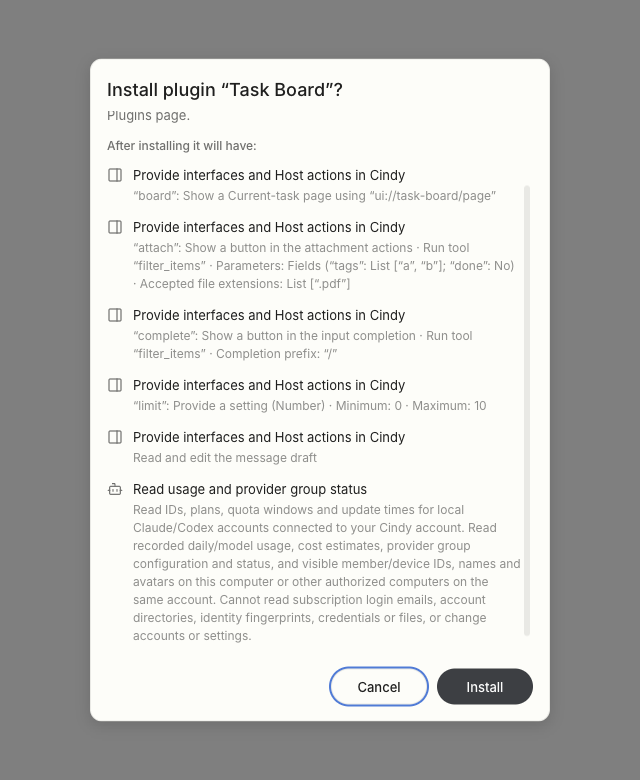 Install plugin “Task Board”?
Plugins page.
After installing it will have:
Provide interfaces and Host actions in Cindy
“board”: Show a Current-task page using “ui://task-board/page”
Provide interfaces and Host actions in Cindy
“attach”: Show a button in the attachment actions · Run tool
“filter_items” · Parameters: Fields (“tags”: List [“a”, “b”]; “done”: No)
· Accepted file extensions: List [“.pdf”]
Provide interfaces and Host actions in Cindy
“complete”: Show a button in the input completion · Run tool
“filter_items” · Completion prefix: “/”
Provide interfaces and Host actions in Cindy
“limit”: Provide a setting (Number) · Minimum: 0 · Maximum: 10
Provide interfaces and Host actions in Cindy
Read and edit the message draft
Read usage and provider group status
Read IDs, plans, quota windows and update times for local
Claude/Codex accounts connected to your Cindy account. Read
recorded daily/model usage, cost estimates, provider group
configuration and status, and visible member/device IDs, names and
avatars on this computer or other authorized computers on the
same account. Cannot read subscription login emails, account
directories, identity fingerprints, credentials or files, or change
accounts or settings.
Cancel
Install